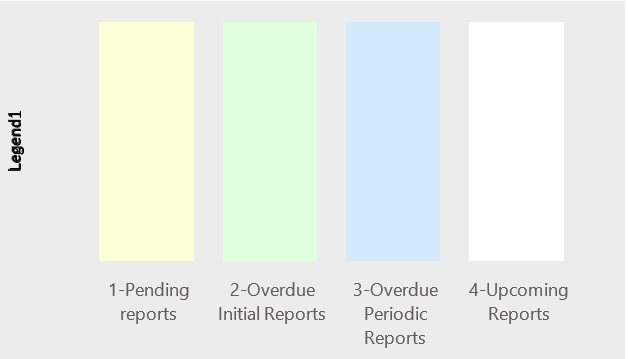 Legend1
1-Pending
reports
2-Overdue
Initial Reports
3-Overdue
Periodic
Reports
4-Upcoming
Reports